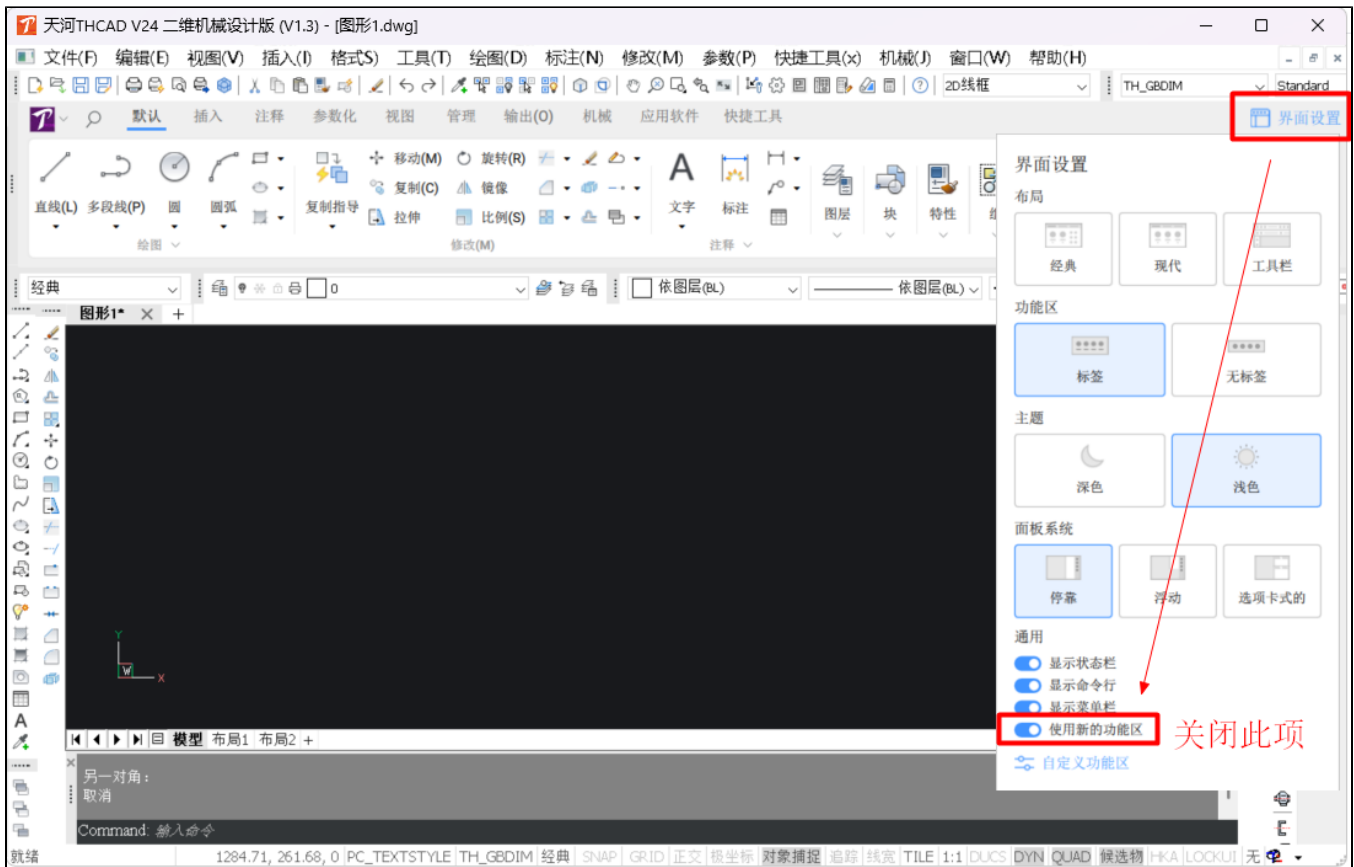 天河THCAD V24 二维机械设计版 (V1.3) - [图形1.dwg]
文件(F) 编辑(E) 视图(V) 插入(I) 格式S) 工具(T) 绘图(D) 标注(N) 修改(M) 参数(P) 快捷工具(x) 机械(J) 窗口(W) 帮助(H)
2D线框 TH_GBDIM Standard
默认 插入 注释 参数化 视图 管理 输出(O) 机械 应用软件 快捷工具 界面设置
移动(M) 旋转(R)
复制(C) 镜像
直线(L) 多段线(P) 圆 圆弧 复制指导 拉伸 比例(S) 文字 标注 图层 块 特性
绘图 修改(M) 注释
经典 0 依图层(BL) 依图层(BL)
图形1*
界面设置
布局
经典 现代 工具栏
功能区
标签 无标签
主题
深色 浅色
面板系统
停靠 浮动 选项卡式的
通用
显示状态栏
显示命令行
显示菜单栏
使用新的功能区
关闭此项
自定义功能区
Y
W
X
模型 布局1 布局2 +
另一对角：
取消
Command: 输入命令
就绪 1284.71, 261.68, 0 PC_TEXTSTYLE TH_GBDIM 经典 SNAP GRID 正交 极坐标 对象捕捉 追踪 线宽 TILE 1:1 DUCS DYN QUAD 候选物 HKA LOCKUI 无